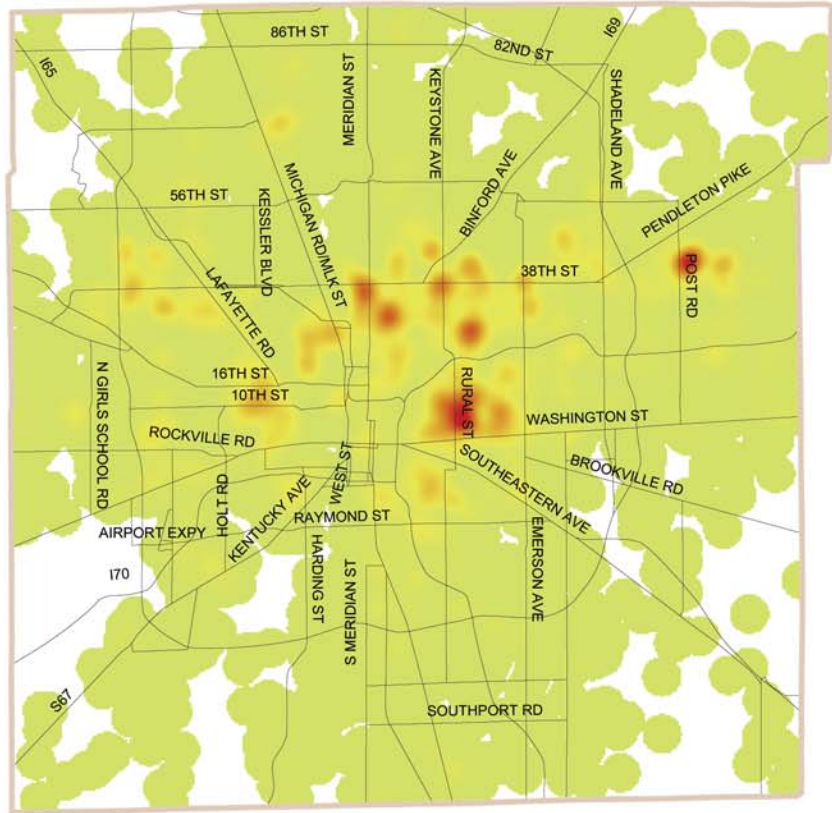 86TH ST
82ND ST
I69
I65
MERIDIAN ST
KEYSTONE AVE
SHADELAND AVE
MICHIGAN RD/MLK ST
BINFORD AVE
PENDLETON PIKE
56TH ST
KESSLER BLVD
LAFAYETTE RD
38TH ST
POST RD
16TH ST
10TH ST
N GIRLS SCHOOL RD
RURAL ST
WASHINGTON ST
ROCKVILLE RD
WEST ST
SOUTHEASTERN AVE
BROOKVILLE RD
HOLT RD
KENTUCKY AVE
RAYMOND ST
AIRPORT EXPY
EMERSON AVE
I70
HARDING ST
S MERIDIAN ST
S67
SOUTHPORT RD